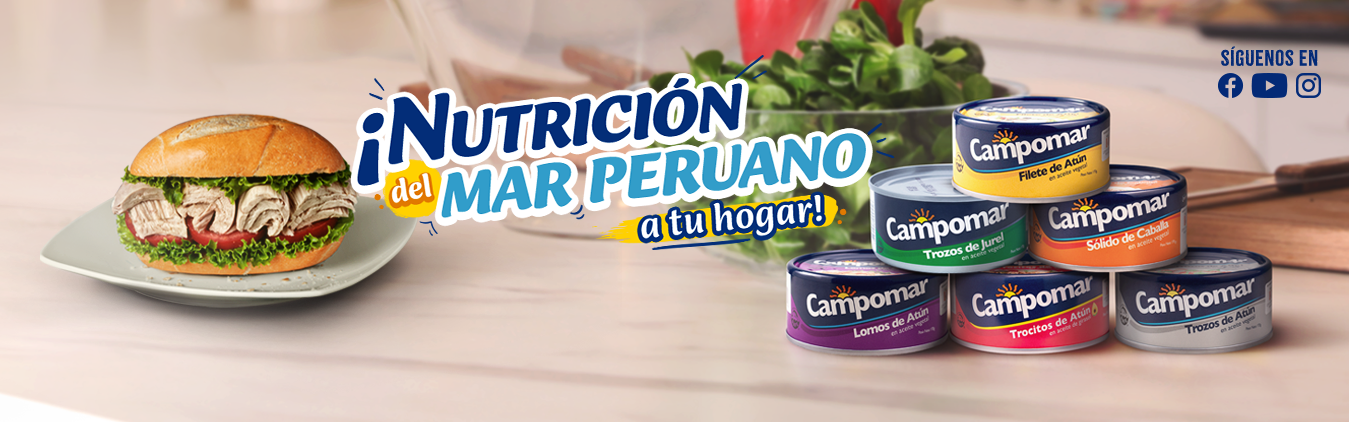 ¡NUTRICIÓN
del MAR PERUANO
a tu hogar!
SÍGUENOS EN
Campomar
Filete de Atún
en aceite vegetal
Campomar
Trozos de Jurel
en aceite vegetal
Campomar
Sólido de Caballa
en aceite vegetal
Campomar
Lomos de Atún
en aceite vegetal
Campomar
Trocitos de Atún
en aceite de girasol
Campomar
Trozos de Atún
en aceite vegetal